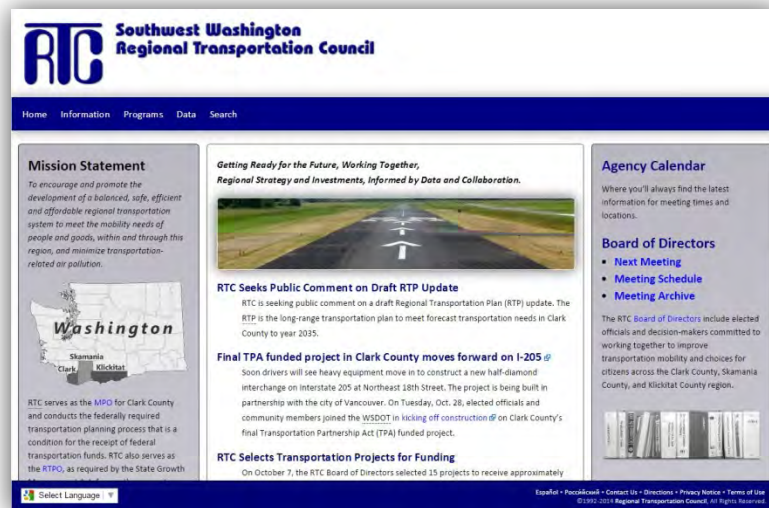 RTC
Southwest Washington
Regional Transportation Council
Home Information Programs Data Search
Mission Statement
To encourage and promote the
development of a balanced, safe, efficient
and affordable regional transportation
system to meet the mobility needs of
people and goods, within and through this
region, and minimize transportation-
related air pollution.
Washington
Skamania
Clark
Klickitat
RTC serves as the MPO for Clark County
and conducts the federally required
transportation planning process that is a
condition for the receipt of federal
transportation funds. RTC also serves as
the RTPO, as required by the State Growth
Getting Ready for the Future, Working Together,
Regional Strategy and Investments, Informed by Data and Collaboration.
RTC Seeks Public Comment on Draft RTP Update
RTC is seeking public comment on a draft Regional Transportation Plan (RTP) update. The
RTP is the long-range transportation plan to meet forecast transportation needs in Clark
County to year 2035.
Final TPA funded project in Clark County moves forward on I-205
Soon drivers will see heavy equipment move in to construct a new half-diamond
interchange on Interstate 205 at Northeast 18th Street. The project is being built in
partnership with the city of Vancouver. On Tuesday, Oct. 28, elected officials and
community members joined the WSDOT in kicking off construction on Clark County's
final Transportation Partnership Act (TPA) funded project.
RTC Selects Transportation Projects for Funding
On October 7, the RTC Board of Directors selected 15 projects to receive approximately
Agency Calendar
Where you'll always find the latest
information for meeting times and
locations.
Board of Directors
• Next Meeting
• Meeting Schedule
• Meeting Archive
The RTC Board of Directors include elected
officials and decision-makers committed to
working together to improve
transportation mobility and choices for
citizens across the Clark County, Skamania
County, and Klickitat County region.
Select Language ▼
Español • Российский • Contact Us • Directions • Privacy Notice • Terms of Use
©1992-2014 Regional Transportation Council, All Rights Reserved.